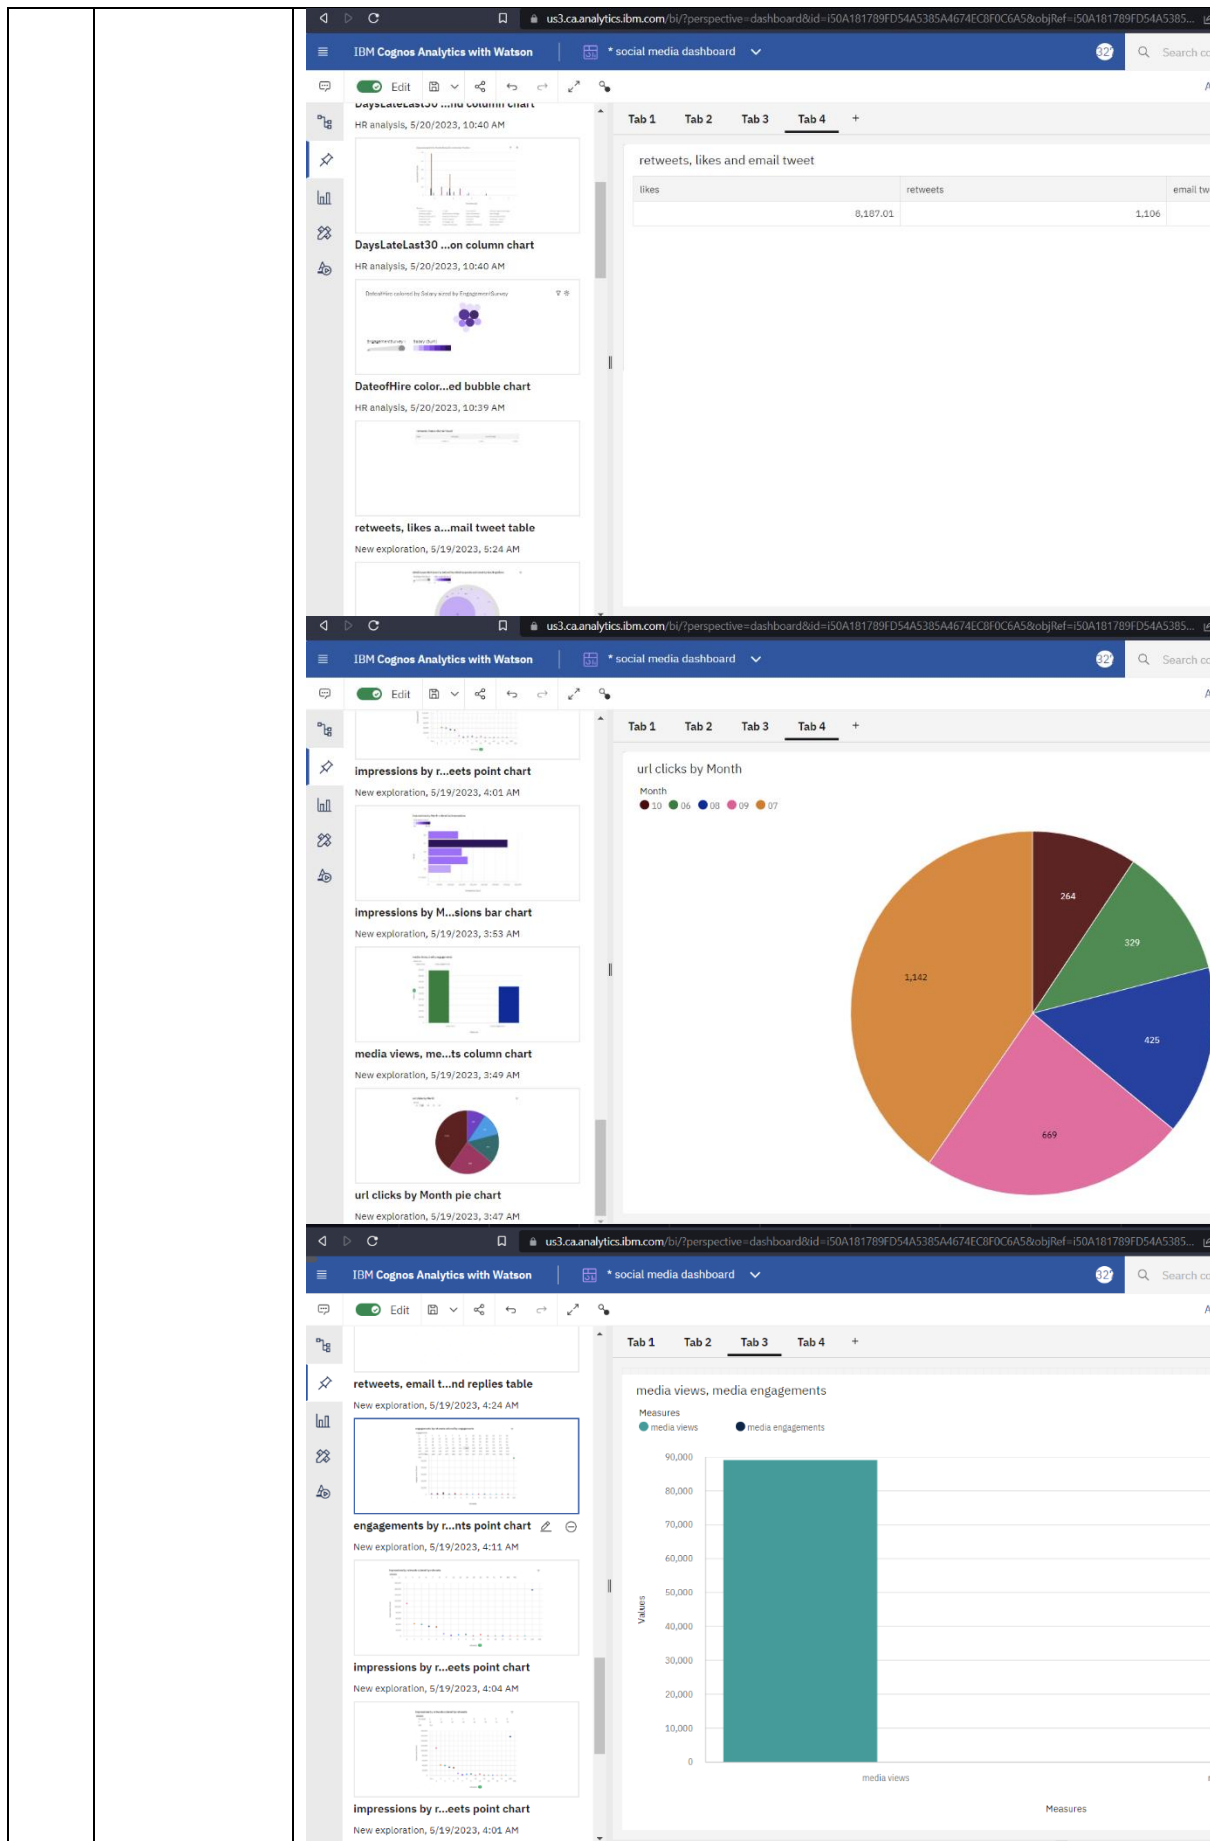 us3.ca.analytics.ibm.com/bi/?perspective=dashboard&id=i50A181789FD54A5385A4674EC8F0C6A5&objRef=i50A181789FD54A5385...
IBM Cognos Analytics with Watson
* social media dashboard
Search co
Edit
DaysLateLast30 ...nd column chart
HR analysis, 5/20/2023, 10:40 AM
DaysLateLast30 ...on column chart
HR analysis, 5/20/2023, 10:40 AM
DateofHire colored by Salary sized by EngagementSurvey
DateofHire color...ed bubble chart
HR analysis, 5/20/2023, 10:39 AM
retweets, likes a...mail tweet table
New exploration, 5/19/2023, 5:24 AM
Tab 1 Tab 2 Tab 3 Tab 4 +
retweets, likes and email tweet
likes retweets email tw
8,187.01 1,106
us3.ca.analytics.ibm.com/bi/?perspective=dashboard&id=i50A181789FD54A5385A4674EC8F0C6A5&objRef=i50A181789FD54A5385...
IBM Cognos Analytics with Watson
* social media dashboard
Search co
Edit
impressions by r...eets point chart
New exploration, 5/19/2023, 4:01 AM
impressions by M...sions bar chart
New exploration, 5/19/2023, 3:53 AM
media views, me...ts column chart
New exploration, 5/19/2023, 3:49 AM
url clicks by Month pie chart
New exploration, 5/19/2023, 3:47 AM
Tab 1 Tab 2 Tab 3 Tab 4 +
url clicks by Month
Month
10 06 08 09 07
264
329
1,142
425
669
us3.ca.analytics.ibm.com/bi/?perspective=dashboard&id=i50A181789FD54A5385A4674EC8F0C6A5&objRef=i50A181789FD54A5385...
IBM Cognos Analytics with Watson
* social media dashboard
Search co
Edit
retweets, email t...nd replies table
New exploration, 5/19/2023, 4:24 AM
engagements by r...nts point chart
New exploration, 5/19/2023, 4:11 AM
impressions by r...eets point chart
New exploration, 5/19/2023, 4:04 AM
impressions by r...eets point chart
New exploration, 5/19/2023, 4:01 AM
Tab 1 Tab 2 Tab 3 Tab 4 +
media views, media engagements
Measures
media views media engagements
90,000
80,000
70,000
60,000
50,000
40,000
30,000
20,000
10,000
0
Values
media views
Measures